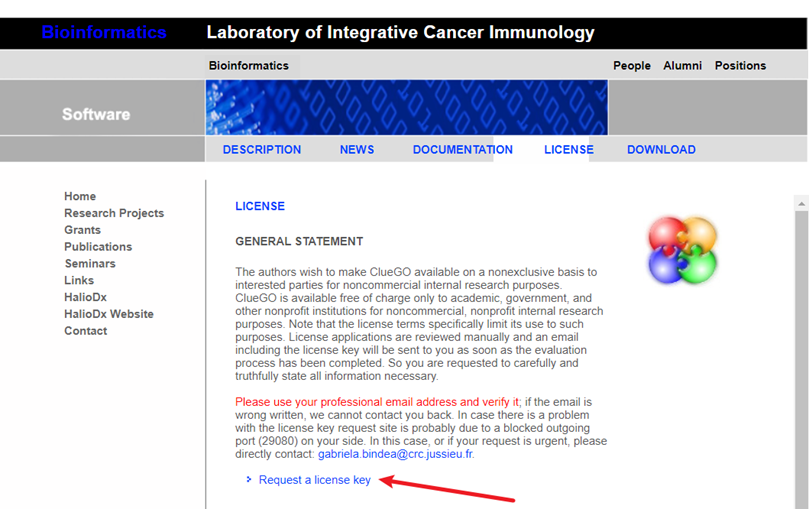 Bioinformatics
Laboratory of Integrative Cancer Immunology
Bioinformatics
People Alumni Positions
Software
DESCRIPTION NEWS DOCUMENTATION LICENSE DOWNLOAD
Home
Research Projects
Grants
Publications
Seminars
Links
HalioDx
HalioDx Website
Contact
LICENSE
GENERAL STATEMENT
The authors wish to make ClueGO available on a nonexclusive basis to
interested parties for noncommercial internal research purposes.
ClueGO is available free of charge only to academic, government, and
other nonprofit institutions for noncommercial, nonprofit internal research
purposes. Note that the license terms specifically limit its use to such
purposes. License applications are reviewed manually and an email
including the license key will be sent to you as soon as the evaluation
process has been completed. So you are requested to carefully and
truthfully state all information necessary.
Please use your professional email address and verify it; if the email is
wrong written, we cannot contact you back. In case there is a problem
with the license key request site is probably due to a blocked outgoing
port (29080) on your side. In this case, or if your request is urgent, please
directly contact: gabriela.bindea@crc.jussieu.fr.
Request a license key